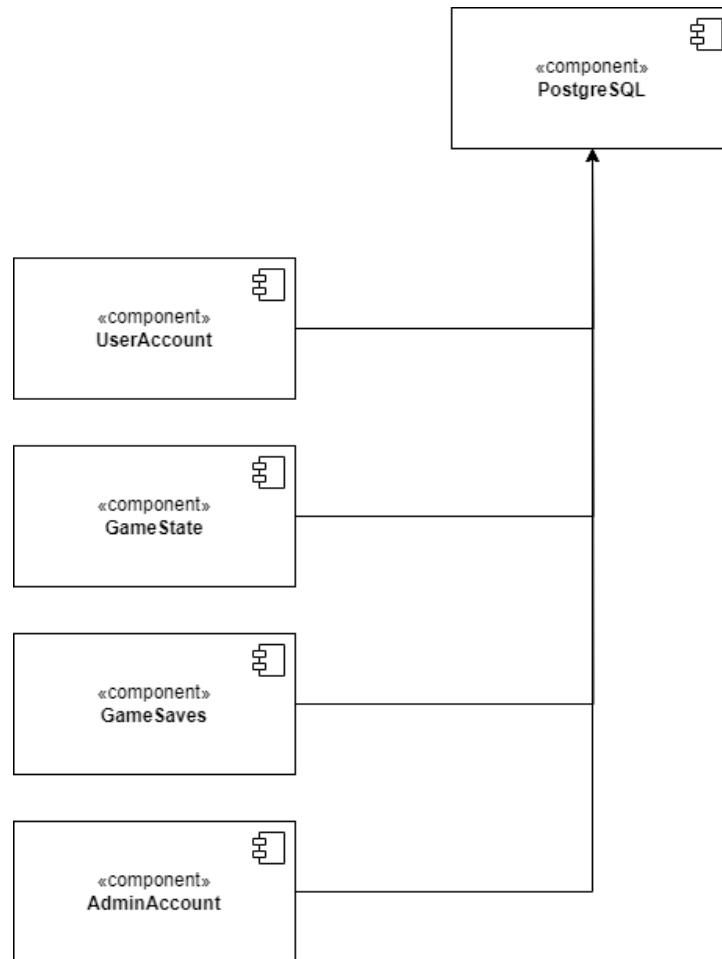 «component»
PostgreSQL
«component»
UserAccount
«component»
GameState
«component»
GameSaves
«component»
AdminAccount